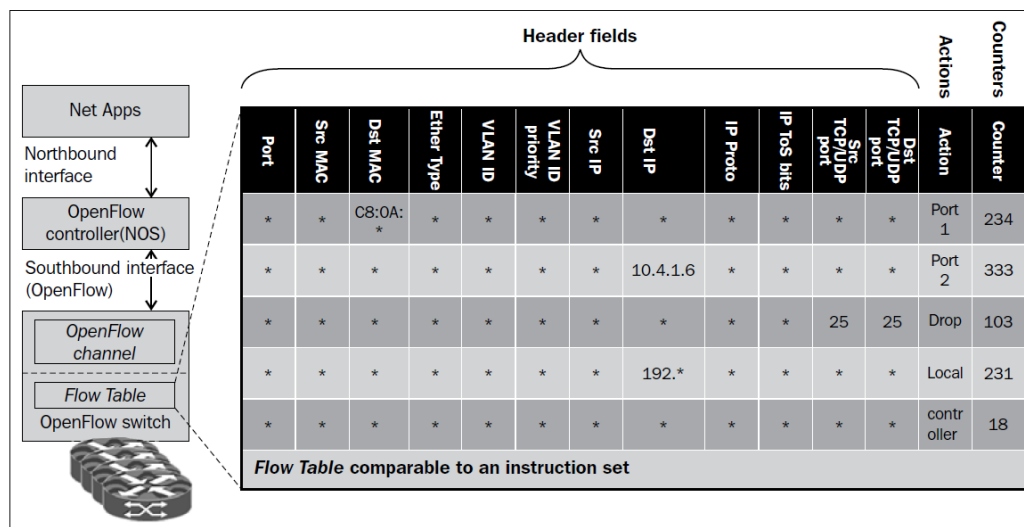 Header fields
Actions
Counters
Net Apps
Northbound
interface
OpenFlow
controller(NOS)
Southbound interface
(OpenFlow)
OpenFlow
channel
Flow Table
OpenFlow switch
Port
Src MAC
Dst MAC
Ether Type
VLAN ID
VLAN ID
priority
Src IP
Dst IP
IP Proto
IP ToS bits
Src
TCP/UDP
port
Dst
TCP/UDP
port
Action
Counter
* * C8:0A: * * * * * * * * * * Port 1 234
* * * * * * * 10.4.1.6 * * * * Port 2 333
* * * * * * * * * * 25 25 Drop 103
* * * * * * * 192.* * * * * Local 231
* * * * * * * * * * * * contr oller 18
Flow Table comparable to an instruction set